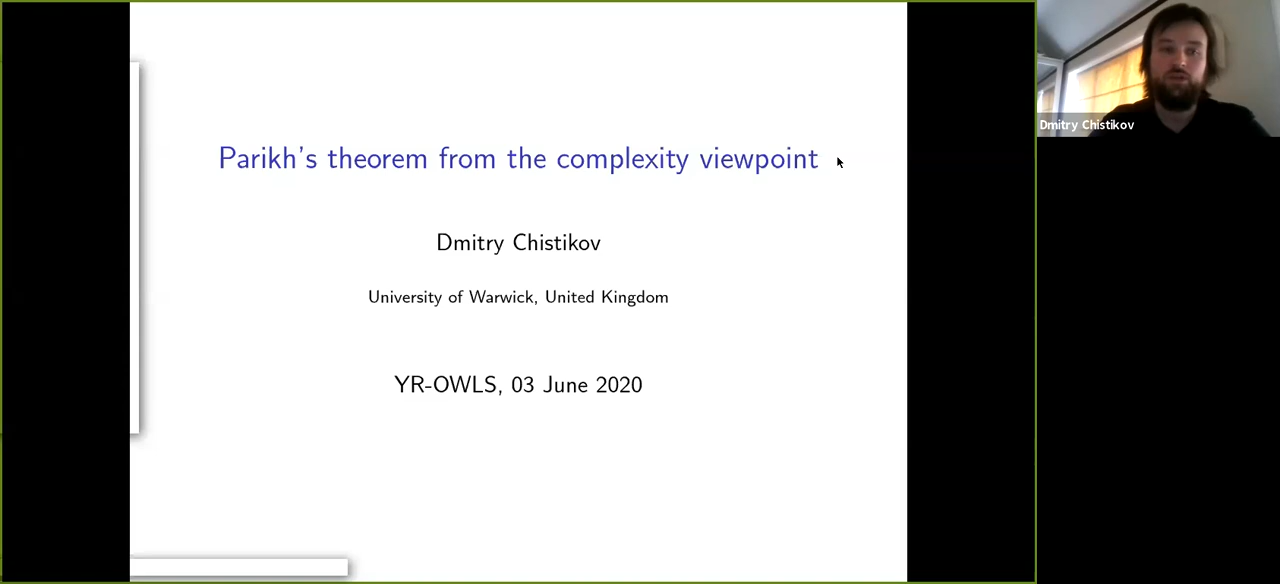 Parikh's theorem from the complexity viewpoint
Dmitry Chistikov
University of Warwick, United Kingdom
YR-OWLS, 03 June 2020
Dmitry Chistikov